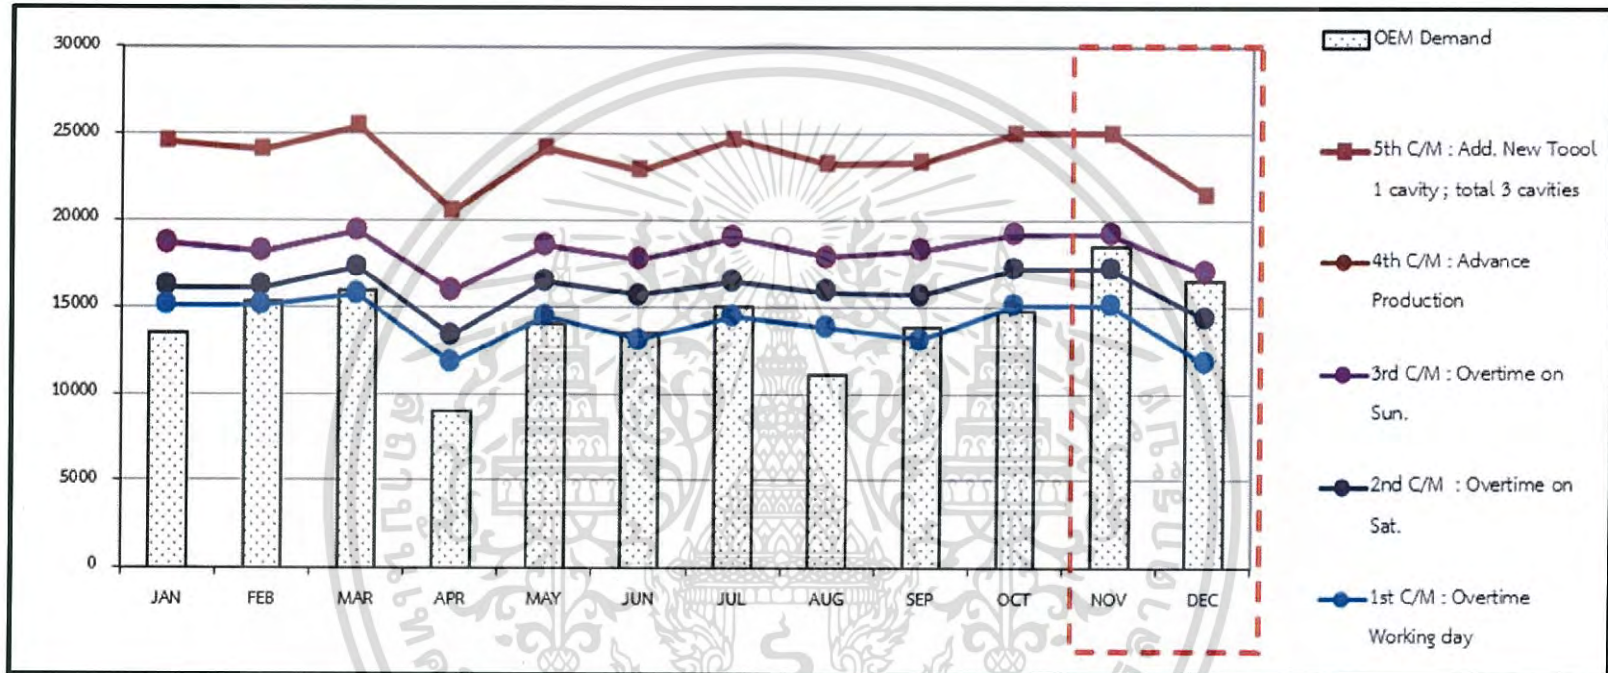 30000
25000
20000
15000
10000
5000
0
JAN FEB MAR APR MAY JUN JUL AUG SEP OCT NOV DEC
OEM Demand
5th C/M : Add. New Toool
1 cavity ; total 3 cavities
4th C/M : Advance
Production
3rd C/M : Overtime on
Sun.
2nd C/M : Overtime on
Sat.
1st C/M : Overtime
Working day